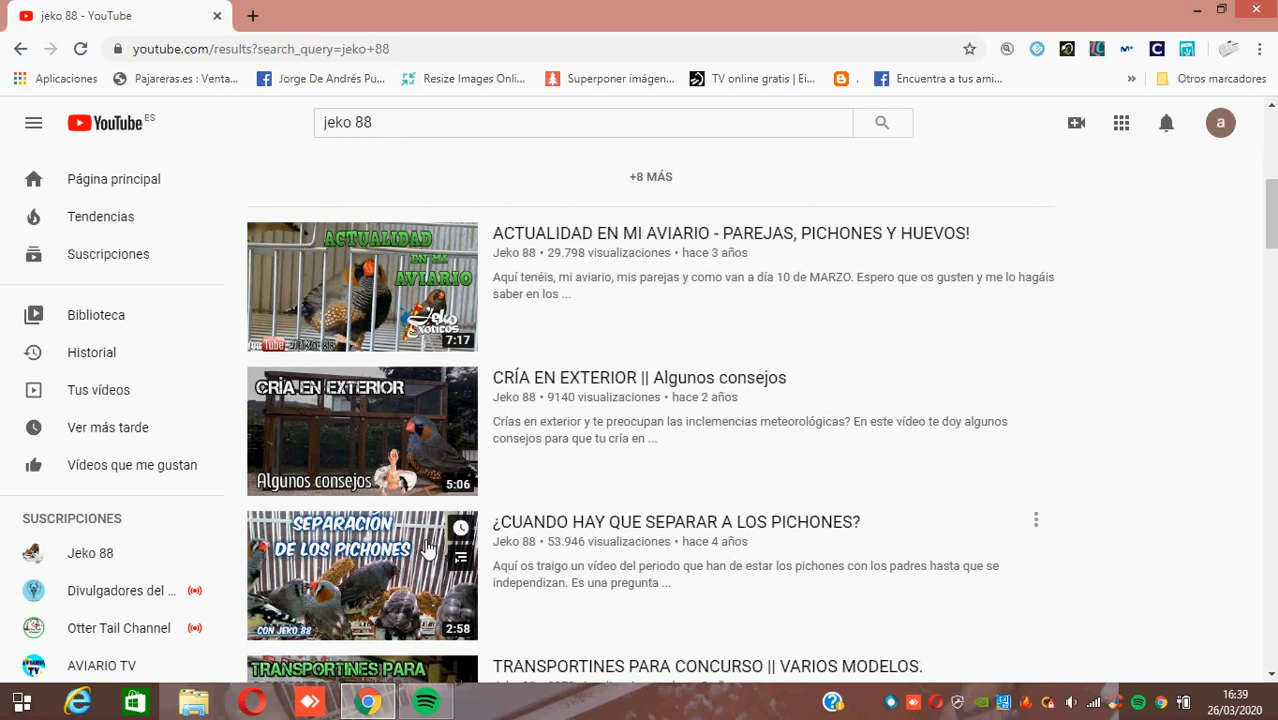 jeko 88 - YouTube
youtube.com/results?search_query=jeko+88
Aplicaciones
Pajareras.es : Venta...
Jorge De Andrés Pu...
Resize Images Onli...
Superponer imágen...
TV online gratis | Ei...
.
Encuentra a tus ami...
»
Otros marcadores
YouTube ES
jeko 88
a
Página principal
Tendencias
Suscripciones
Biblioteca
Historial
Tus vídeos
Ver más tarde
Vídeos que me gustan
SUSCRIPCIONES
Jeko 88
Divulgadores del ...
Otter Tail Channel
AVIARIO TV
+8 MÁS
ACTUALIDAD
EN MI
AVIARIO
Jeko
Exoticos
7:17
ACTUALIDAD EN MI AVIARIO - PAREJAS, PICHONES Y HUEVOS!
Jeko 88 • 29.798 visualizaciones • hace 3 años
Aquí tenéis, mi aviario, mis parejas y como van a día 10 de MARZO. Espero que os gusten y me lo hagáis
saber en los ...
CRÍA EN EXTERIOR
Algunos consejos
5:06
CRÍA EN EXTERIOR || Algunos consejos
Jeko 88 • 9140 visualizaciones • hace 2 años
Crías en exterior y te preocupan las inclemencias meteorológicas? En este vídeo te doy algunos
consejos para que tu cría en ...
SEPARACIÓN
DE LOS PICHONES
CON JEKO 88
2:58
¿CUANDO HAY QUE SEPARAR A LOS PICHONES?
Jeko 88 • 53.946 visualizaciones • hace 4 años
Aquí os traigo un vídeo del periodo que han de estar los pichones con los padres hasta que se
independizan. Es una pregunta ...
TRANSPORTINES PARA
TRANSPORTINES PARA CONCURSO || VARIOS MODELOS.
16:39
26/03/2020